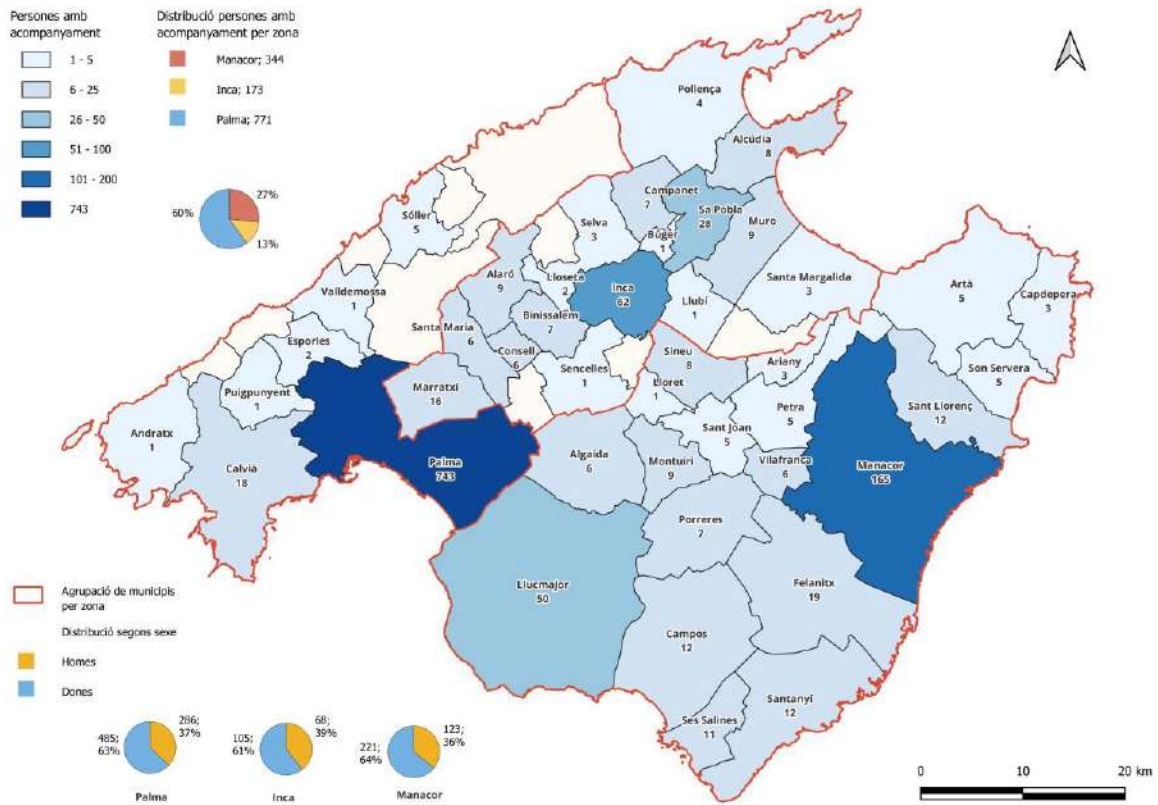 Persones amb
acompanyament
1 - 5
6 - 25
26 - 50
51 - 100
101 - 200
743
Distribució persones amb
acompanyament per zona
Manacor; 344
Inca; 173
Palma; 771
27%
60%
13%
Pollença
4
Alcúdia
8
Campanet
7
Sa Pobla
28
Muro
9
Búger
1
Selva
3
Sóller
5
Santa Margalida
3
Artà
5
Capdepera
3
Alaró
9
Lloseta
2
Inca
62
Llubí
1
Valldemossa
1
Binissalem
7
Santa Maria
6
Consell
6
Esporles
2
Sencelles
1
Sineu
8
Ariany
3
Son Servera
5
Puigpunyent
1
Marratxí
16
Lloret
1
Petra
5
Sant Llorenç
12
Andratx
1
Sant Joan
5
Calvià
18
Palma
743
Algaida
6
Montuïri
9
Vilafranca
6
Manacor
165
Porreres
7
Llucmajor
50
Felanitx
19
Campos
12
Santanyí
12
Ses Salines
11
Agrupació de municipis
per zona
Distribució segons sexe
Homes
Dones
485;
63%
286;
37%
Palma
105;
61%
68;
39%
Inca
221;
64%
123;
36%
Manacor
0 10 20 km